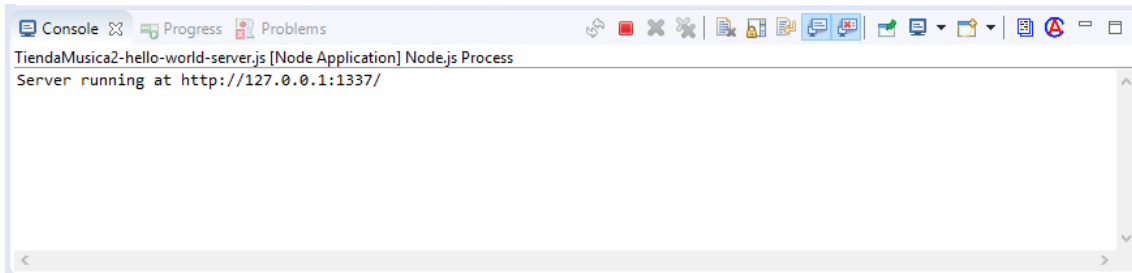 Console Progress Problems
TiendaMusica2-hello-world-server.js [Node Application] Node.js Process
Server running at http://127.0.0.1:1337/